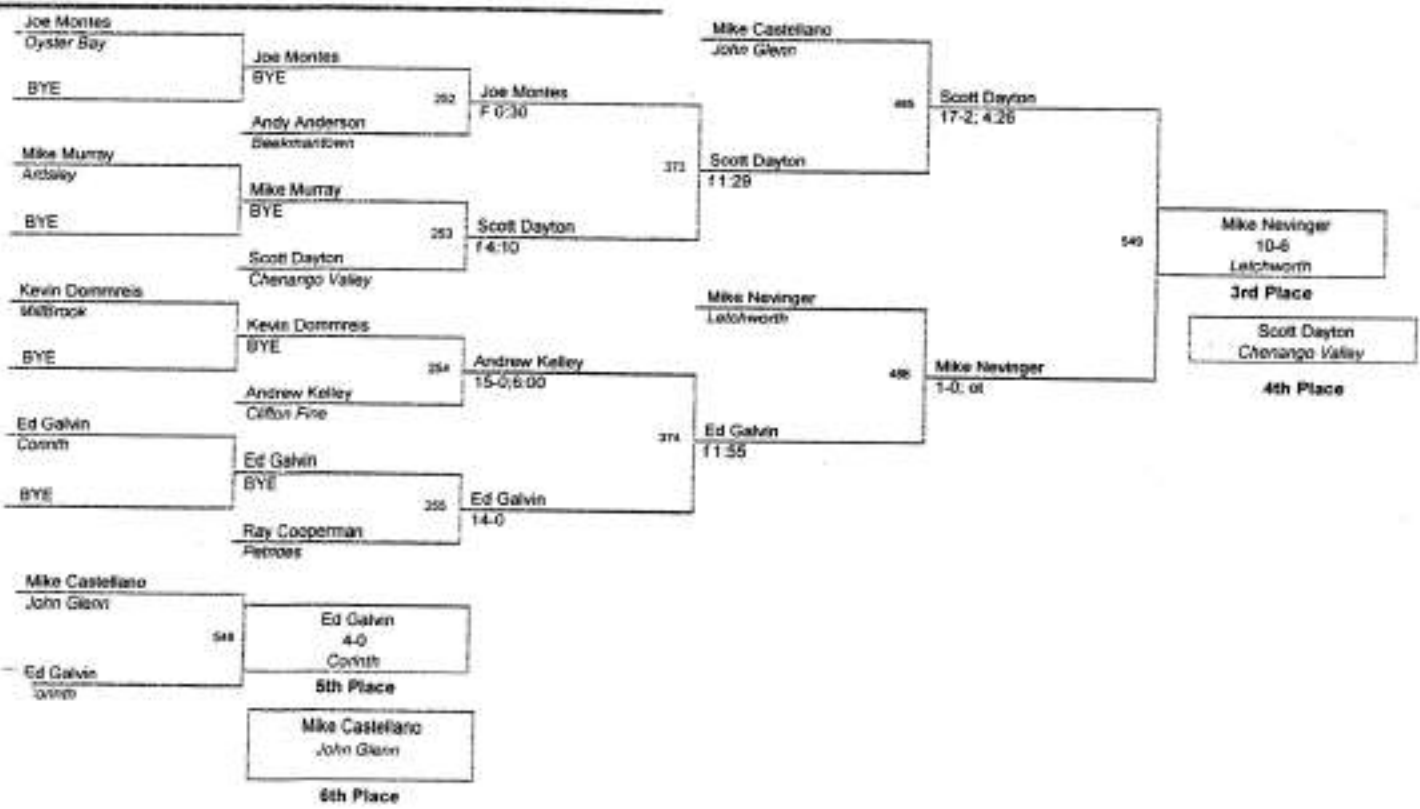 Joe Montes
Oyster Bay
BYE
Joe Montes
BYE
252
Andy Anderson
Beekmantown
Joe Montes
F 0:30
Mike Murray
Ardsley
BYE
Mike Murray
BYE
253
Scott Dayton
Chenango Valley
Scott Dayton
f 4:10
373
Scott Dayton
f 1:29
Mike Castellano
John Glenn
485
Scott Dayton
17-2; 4:26
Kevin Dommreis
Millbrook
BYE
Kevin Dommreis
BYE
254
Andrew Kelley
Clifton Fine
Andrew Kelley
15-0;6:00
Ed Galvin
Corinth
BYE
Ed Galvin
BYE
255
Ray Cooperman
Petrides
Ed Galvin
14-0
374
Ed Galvin
f 1:55
Mike Nevinger
Letchworth
486
Mike Nevinger
1-0; ot
549
Mike Nevinger
10-6
Letchworth
3rd Place
Scott Dayton
Chenango Valley
4th Place
Mike Castellano
John Glenn
548
Ed Galvin
orinth
Ed Galvin
4-0
Corinth
5th Place
Mike Castellano
John Glenn
6th Place